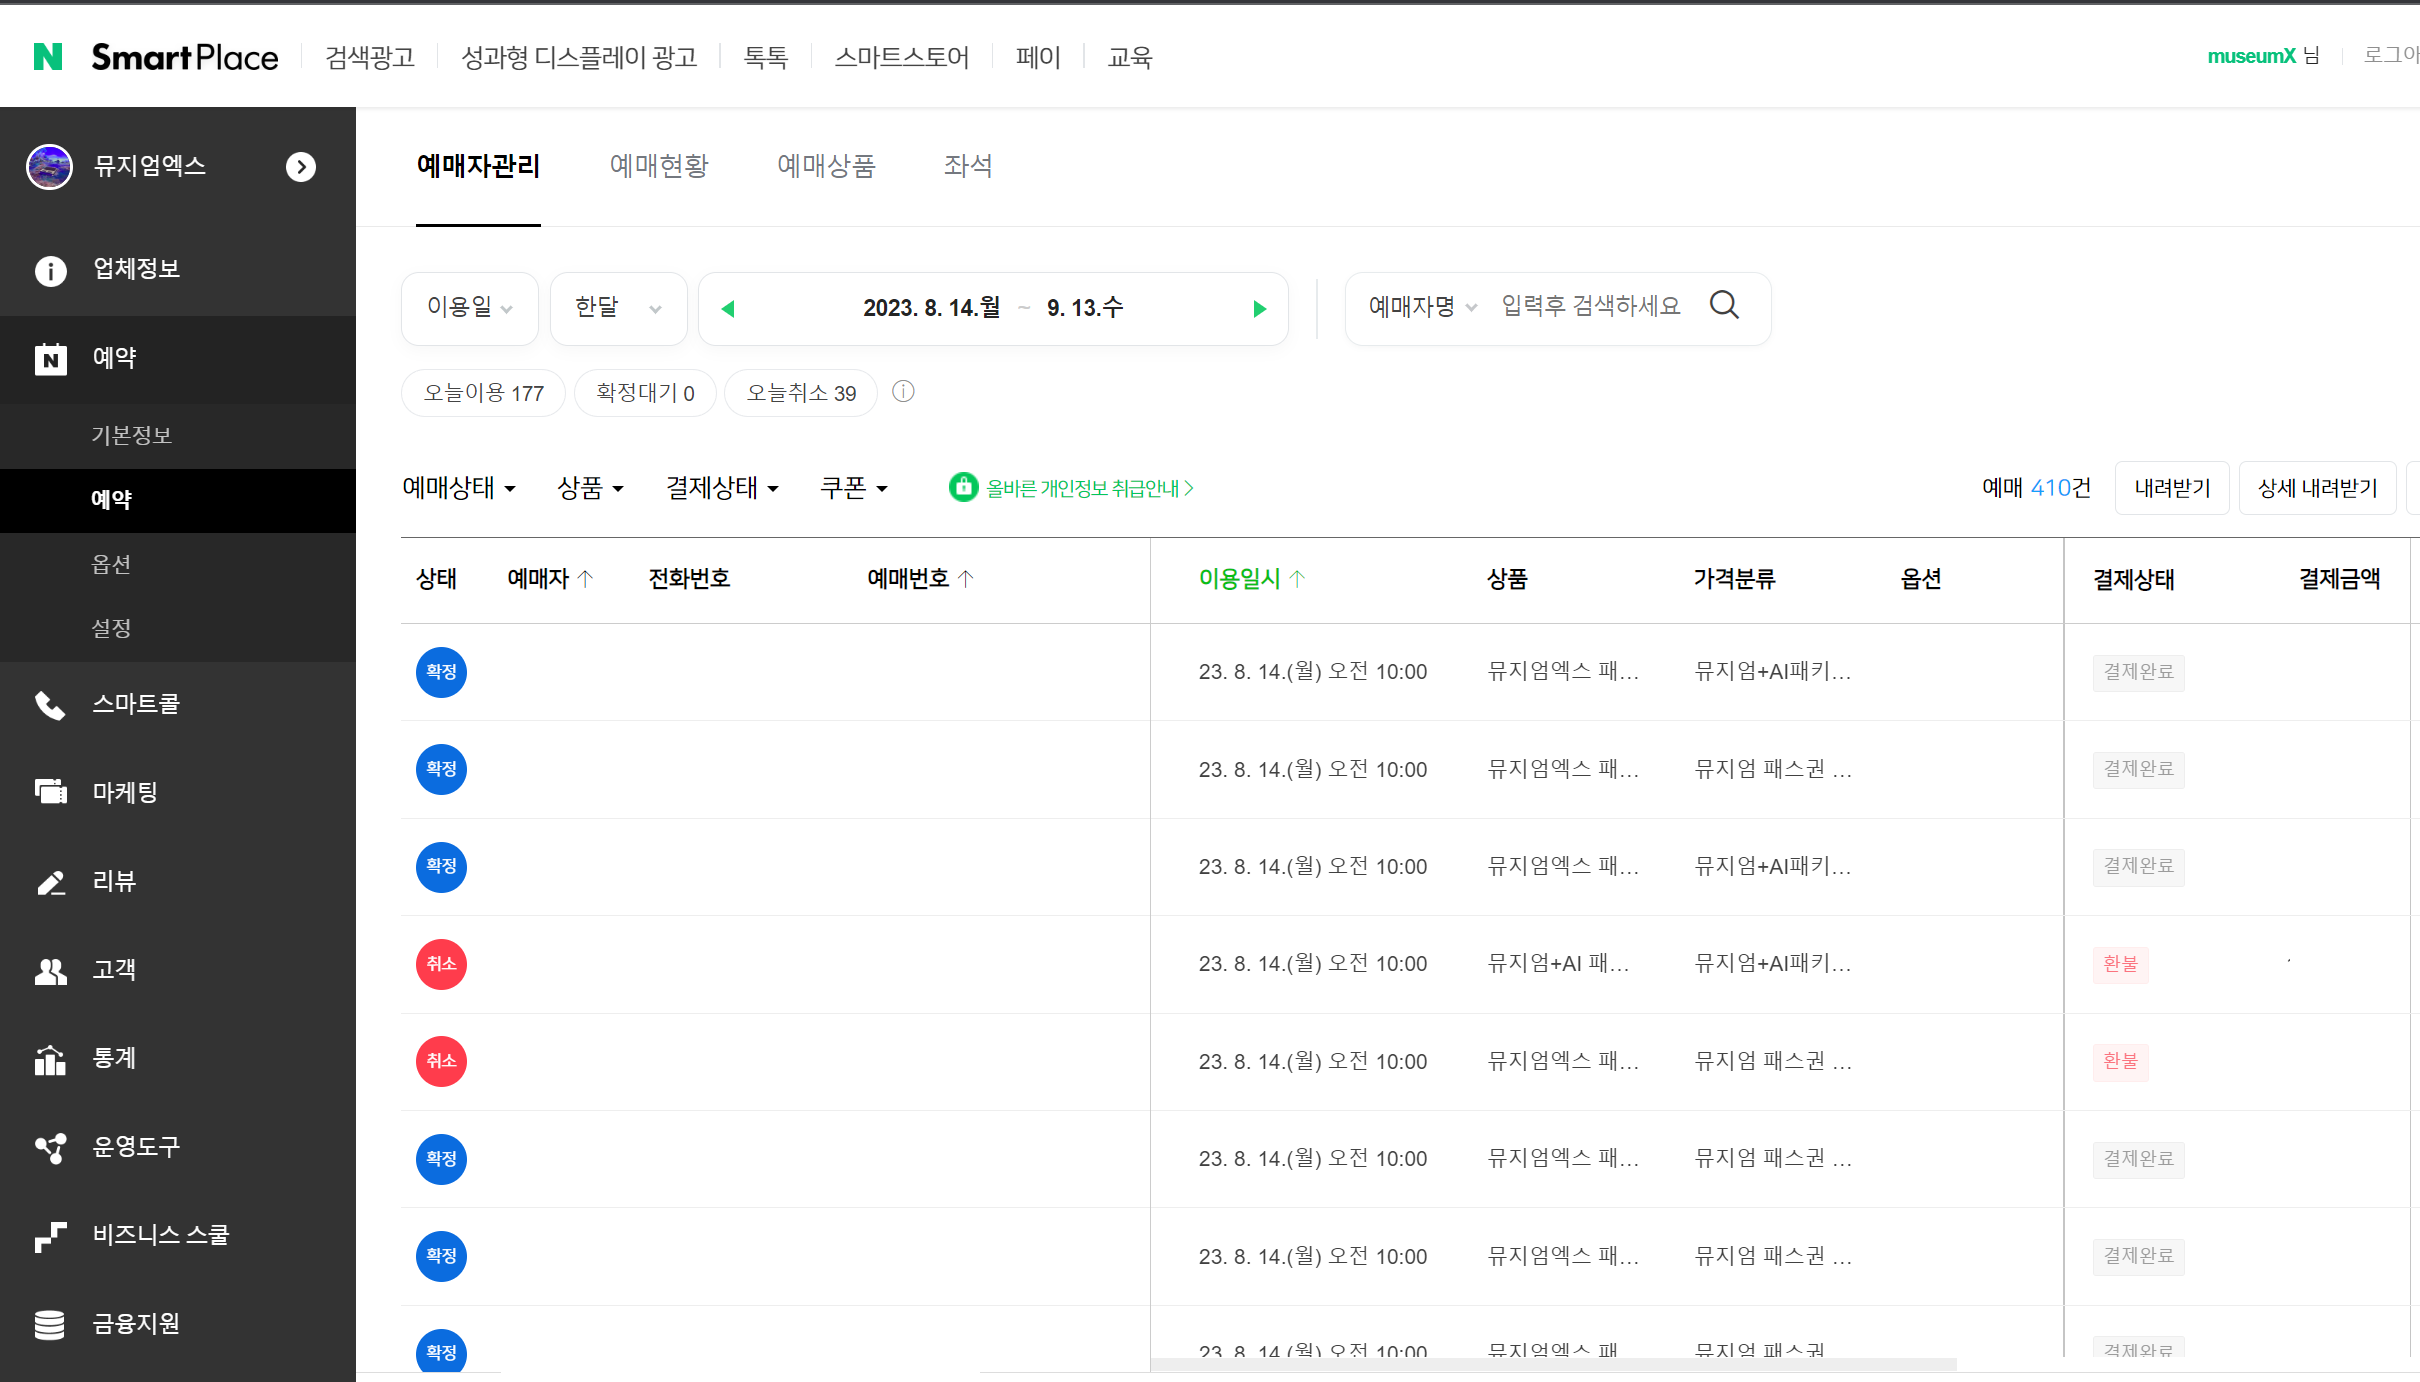 N SmartPlace 검색광고 성과형 디스플레이 광고 톡톡 스마트스토어 페이 교육 museumX 님
뮤지엄엑스
업체정보
예약
기본정보
예약
옵션
설정
스마트콜
마케팅
리뷰
고객
통계
운영도구
비즈니스 스쿨
금융지원
예매자관리 예매현황 예매상품 좌석
이용일 한달 2023. 8. 14.월 ~ 9. 13.수 예매자명 입력후 검색하세요
오늘이용 177 확정대기 0 오늘취소 39
예매상태 상품 결제상태 쿠폰 올바른 개인정보 취급안내 > 예매 410건 내려받기 상세 내려받기
상태 예매자 ↑ 전화번호 예매번호 ↑ 이용일시 ↑ 상품 가격분류 옵션 결제상태 결제금액
확정 23. 8. 14.(월) 오전 10:00 뮤지엄엑스 패... 뮤지엄+AI패키... 결제완료
확정 23. 8. 14.(월) 오전 10:00 뮤지엄엑스 패... 뮤지엄 패스권 ... 결제완료
확정 23. 8. 14.(월) 오전 10:00 뮤지엄엑스 패... 뮤지엄+AI패키... 결제완료
취소 23. 8. 14.(월) 오전 10:00 뮤지엄+AI 패... 뮤지엄+AI패키... 환불
취소 23. 8. 14.(월) 오전 10:00 뮤지엄엑스 패... 뮤지엄 패스권 ... 환불
확정 23. 8. 14.(월) 오전 10:00 뮤지엄엑스 패... 뮤지엄 패스권 ... 결제완료
확정 23. 8. 14.(월) 오전 10:00 뮤지엄엑스 패... 뮤지엄 패스권 ... 결제완료
확정 23. 8. 14.(월) 오전 10:00 뮤지엄엑스 패 뮤지엄 패스권 결제완료